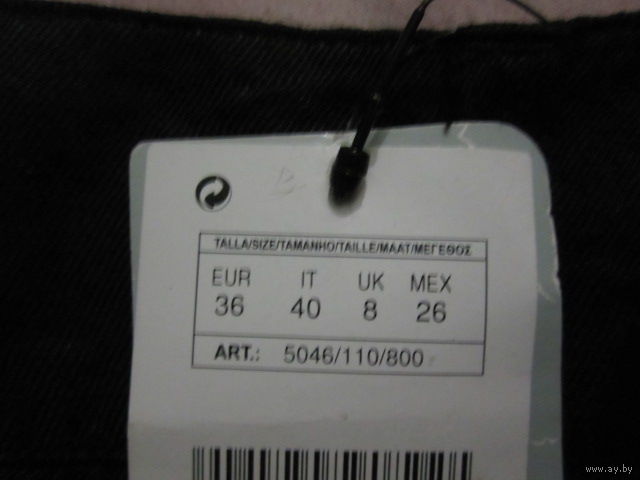 TALLA/SIZE/TAMANHO/TAILLE/MAAT/ΜΕΓΕΘΟΣ
EUR IT UK MEX
36 40 8 26
ART.: 5046/110/800
www.ay.by